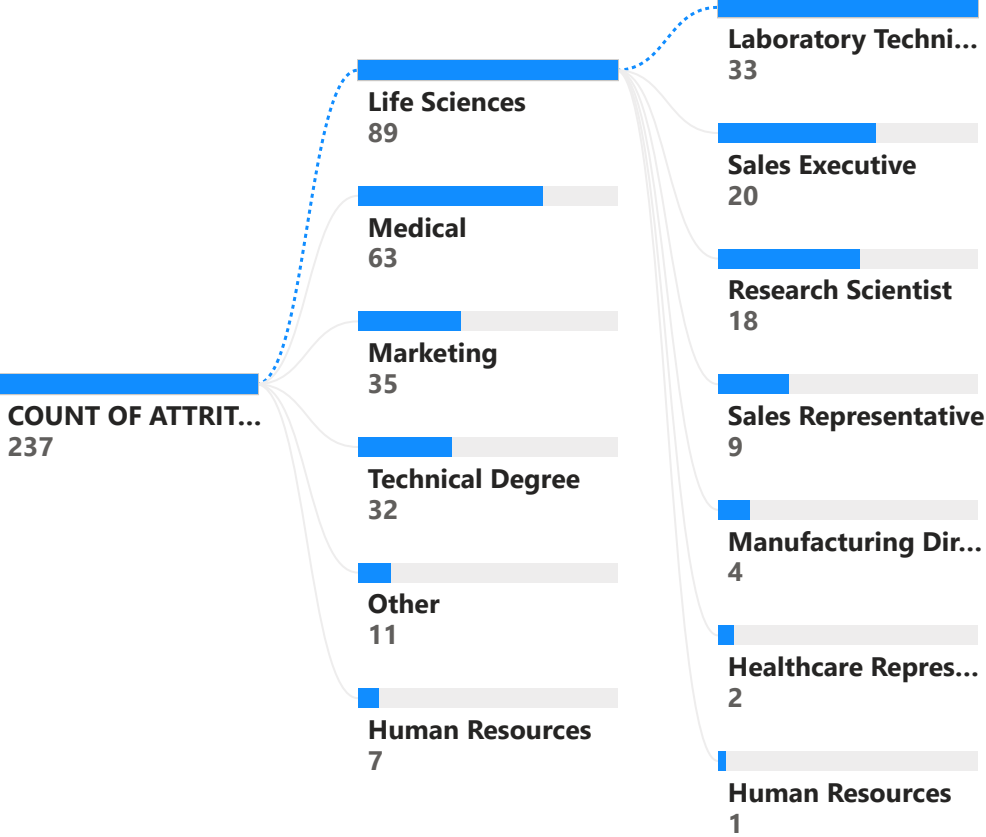 COUNT OF ATTRIT…
237
Life Sciences
89
Medical
63
Marketing
35
Technical Degree
32
Other
11
Human Resources
7
Laboratory Techni…
33
Sales Executive
20
Research Scientist
18
Sales Representative
9
Manufacturing Dir…
4
Healthcare Repres…
2
Human Resources
1